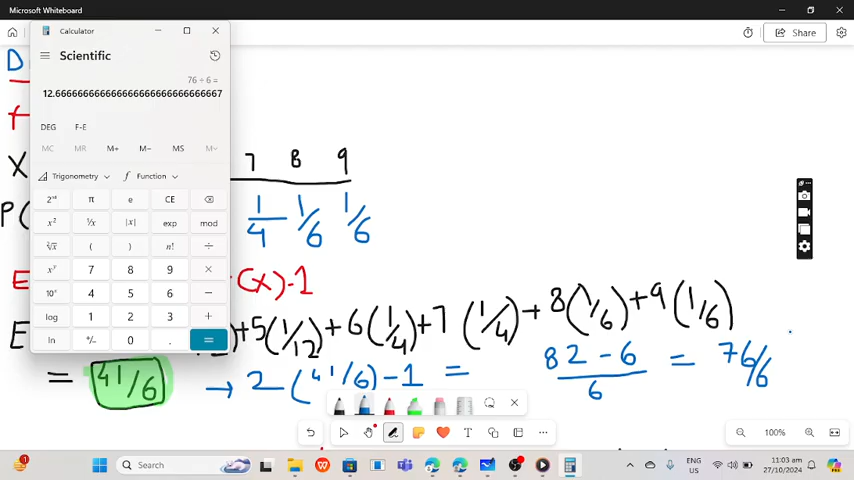 Microsoft Whiteboard
Calculator
Share
Scientific
76 ÷ 6 =
12.666666666666666666666666666667
DEG F-E
MC MR M+ M− MS M˅
Trigonometry Function
2ⁿᵈ π e CE
x² ¹/x |x| exp mod
( ) n! ÷
xʸ 7 8 9 ×
10ˣ 4 5 6 −
log 1 2 3 +
ln +/− 0 . =
D
X 7 8 9
P( 1/4 1/6 1/6
E (x)-1
E +5(1/12)+6(1/4)+7(1/4)+8(1/6)+9(1/6)
= 41/6 → 2(41/6)-1 = 82-6/6 = 76/6
100%
Search
ENG
US
11:03 am
27/10/2024